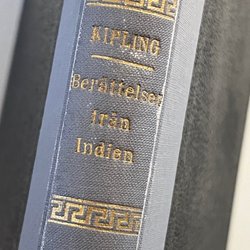 KIPLING
Berättelser
från
Indien